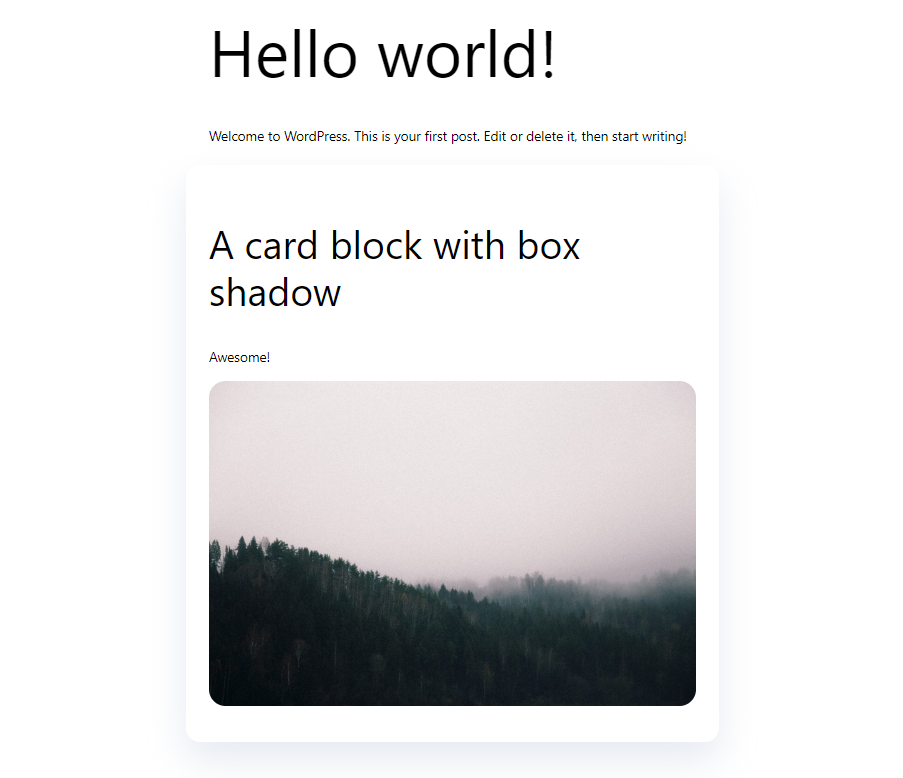 Hello world!
Welcome to WordPress. This is your first post. Edit or delete it, then start writing!
A card block with box
shadow
Awesome!